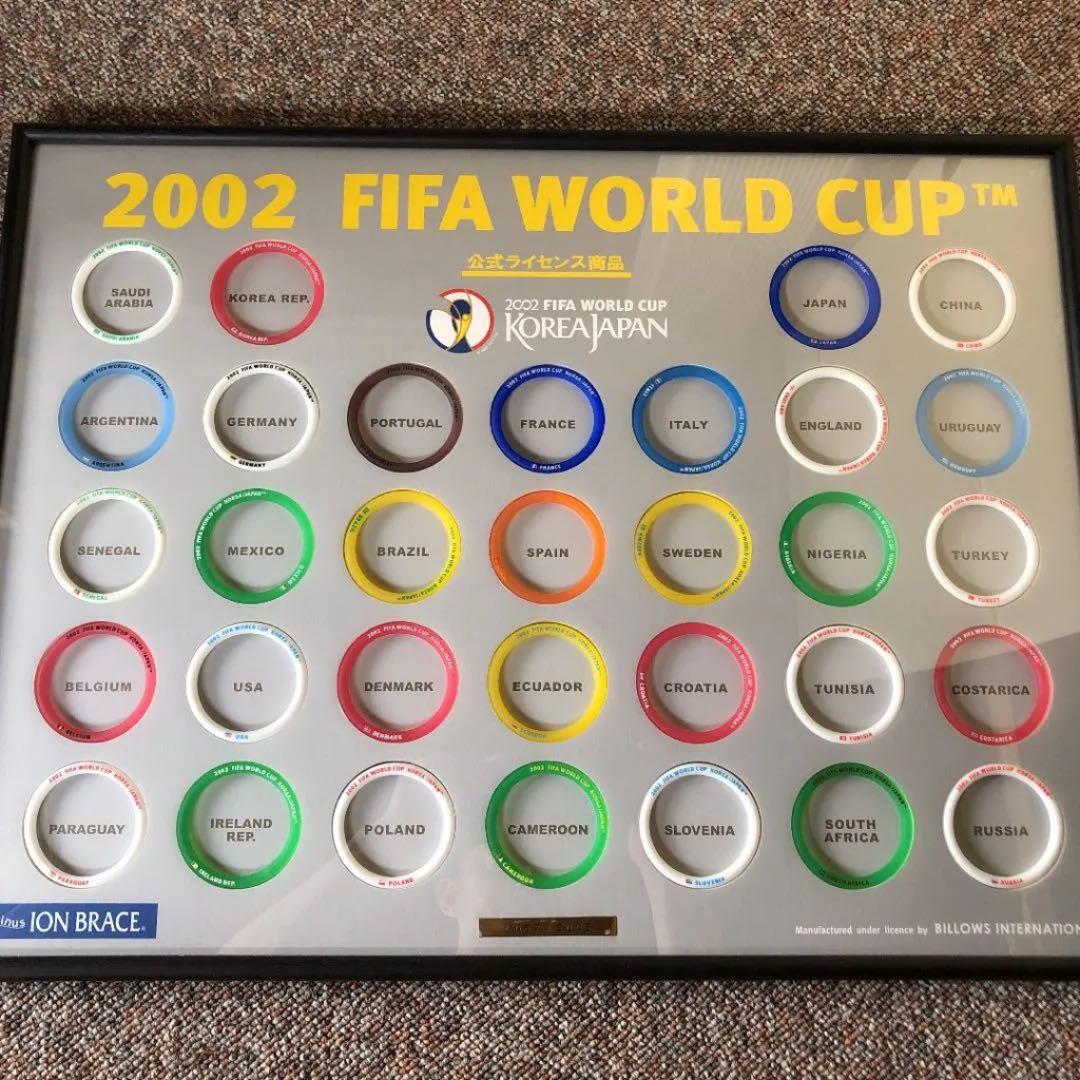 2002 FIFA WORLD CUP™
公式ライセンス商品
2002 FIFA WORLD CUP
KOREA JAPAN
SAUDI
ARABIA
KOREA REP.
JAPAN
CHINA
ARGENTINA
GERMANY
PORTUGAL
FRANCE
ITALY
ENGLAND
URUGUAY
SENEGAL
MEXICO
BRAZIL
SPAIN
SWEDEN
NIGERIA
TURKEY
BELGIUM
USA
DENMARK
ECUADOR
CROATIA
TUNISIA
COSTARICA
PARAGUAY
IRELAND
REP.
POLAND
CAMEROON
SLOVENIA
SOUTH
AFRICA
RUSSIA
inus ION BRACE®
Manufactured under licence by BILLOWS INTERNATION